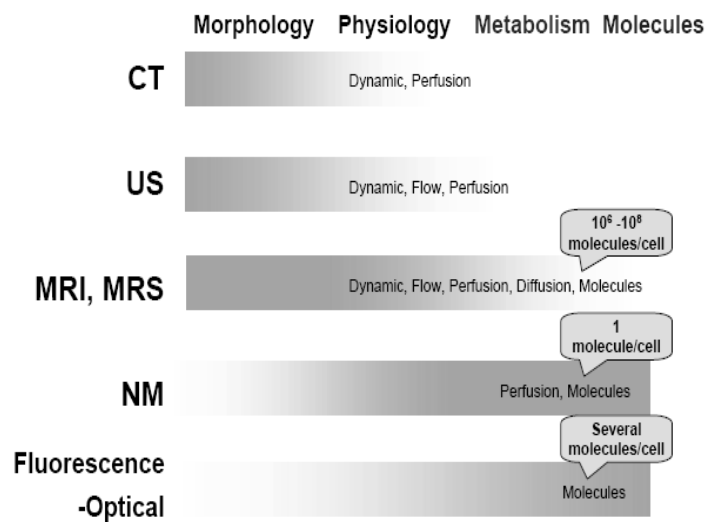 Morphology Physiology Metabolism Molecules
CT
Dynamic, Perfusion
US
Dynamic, Flow, Perfusion
10⁶ -10⁸
molecules/cell
MRI, MRS
Dynamic, Flow, Perfusion, Diffusion, Molecules
1
molecule/cell
NM
Perfusion, Molecules
Several
molecules/cell
Fluorescence
-Optical
Molecules